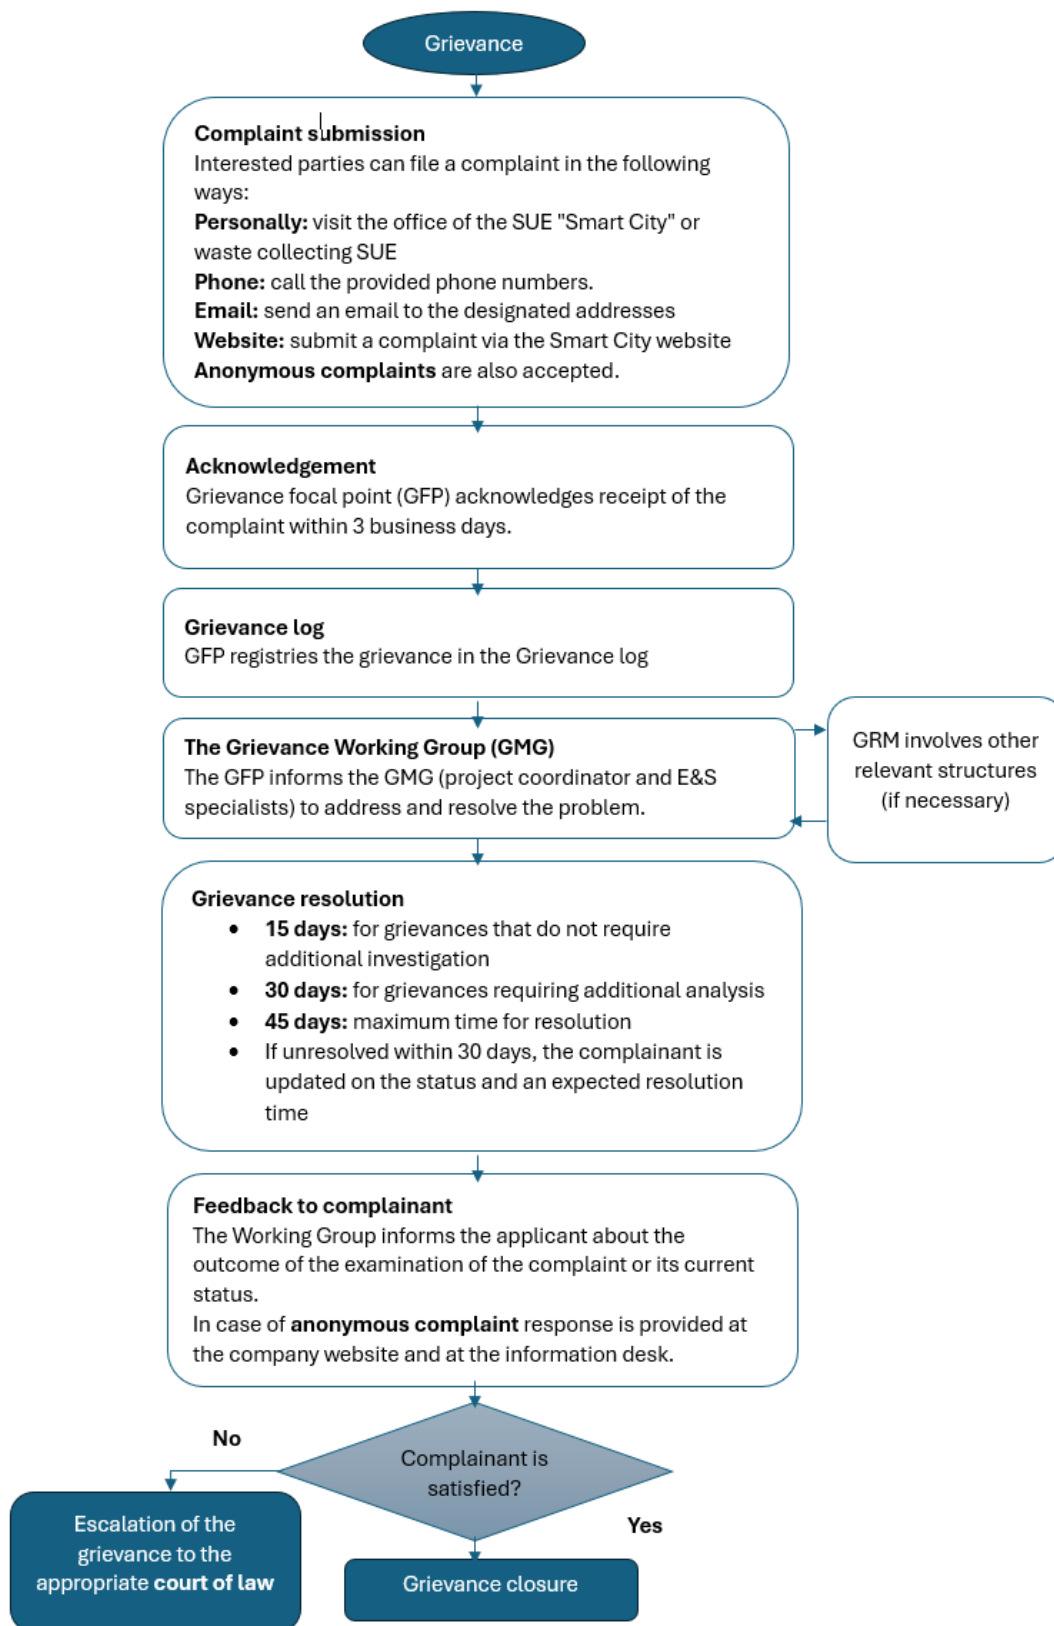 Grievance
Complaint submission
Interested parties can file a complaint in the following
ways:
Personally: visit the office of the SUE "Smart City" or
waste collecting SUE
Phone: call the provided phone numbers.
Email: send an email to the designated addresses
Website: submit a complaint via the Smart City website
Anonymous complaints are also accepted.
Acknowledgement
Grievance focal point (GFP) acknowledges receipt of the
complaint within 3 business days.
Grievance log
GFP registries the grievance in the Grievance log
The Grievance Working Group (GMG)
The GFP informs the GMG (project coordinator and E&S
specialists) to address and resolve the problem.
GRM involves other
relevant structures
(if necessary)
Grievance resolution
• 15 days: for grievances that do not require
additional investigation
• 30 days: for grievances requiring additional analysis
• 45 days: maximum time for resolution
• If unresolved within 30 days, the complainant is
updated on the status and an expected resolution
time
Feedback to complainant
The Working Group informs the applicant about the
outcome of the examination of the complaint or its current
status.
In case of anonymous complaint response is provided at
the company website and at the information desk.
Complainant is
satisfied?
No
Yes
Escalation of the
grievance to the
appropriate court of law
Grievance closure